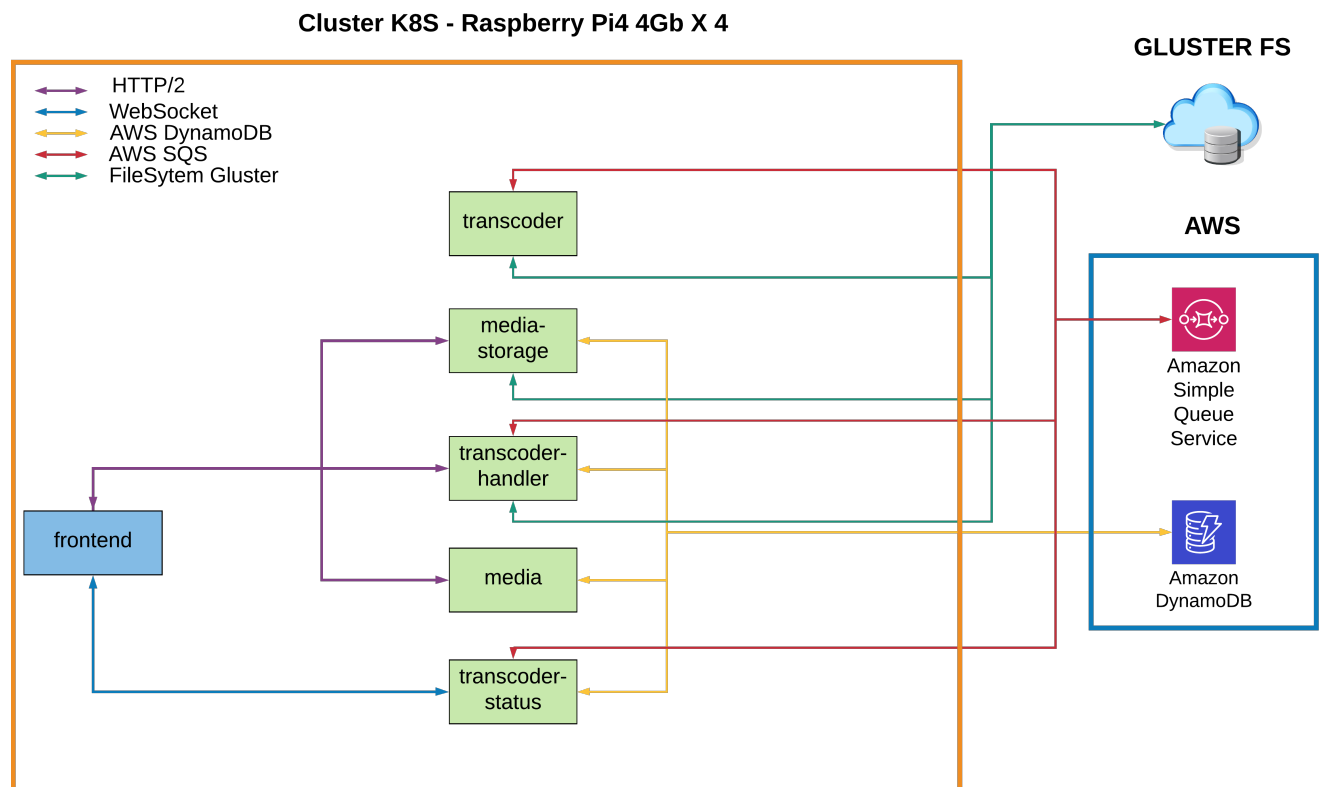 Cluster K8S - Raspberry Pi4 4Gb X 4
GLUSTER FS
HTTP/2
WebSocket
AWS DynamoDB
AWS SQS
FileSytem Gluster
transcoder
AWS
media-
storage
Amazon
Simple
Queue
Service
transcoder-
handler
frontend
media
Amazon
DynamoDB
transcoder-
status